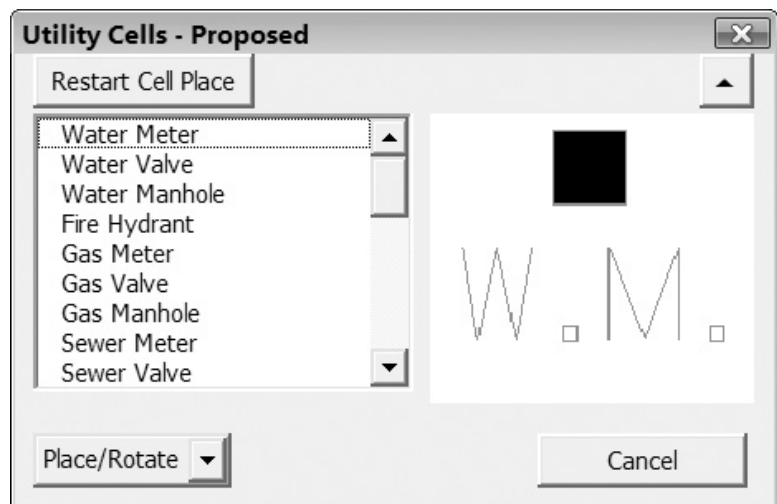 Utility Cells - Proposed
Restart Cell Place
Water Meter
Water Valve
Water Manhole
Fire Hydrant
Gas Meter
Gas Valve
Gas Manhole
Sewer Meter
Sewer Valve
W.M.
Place/Rotate
Cancel